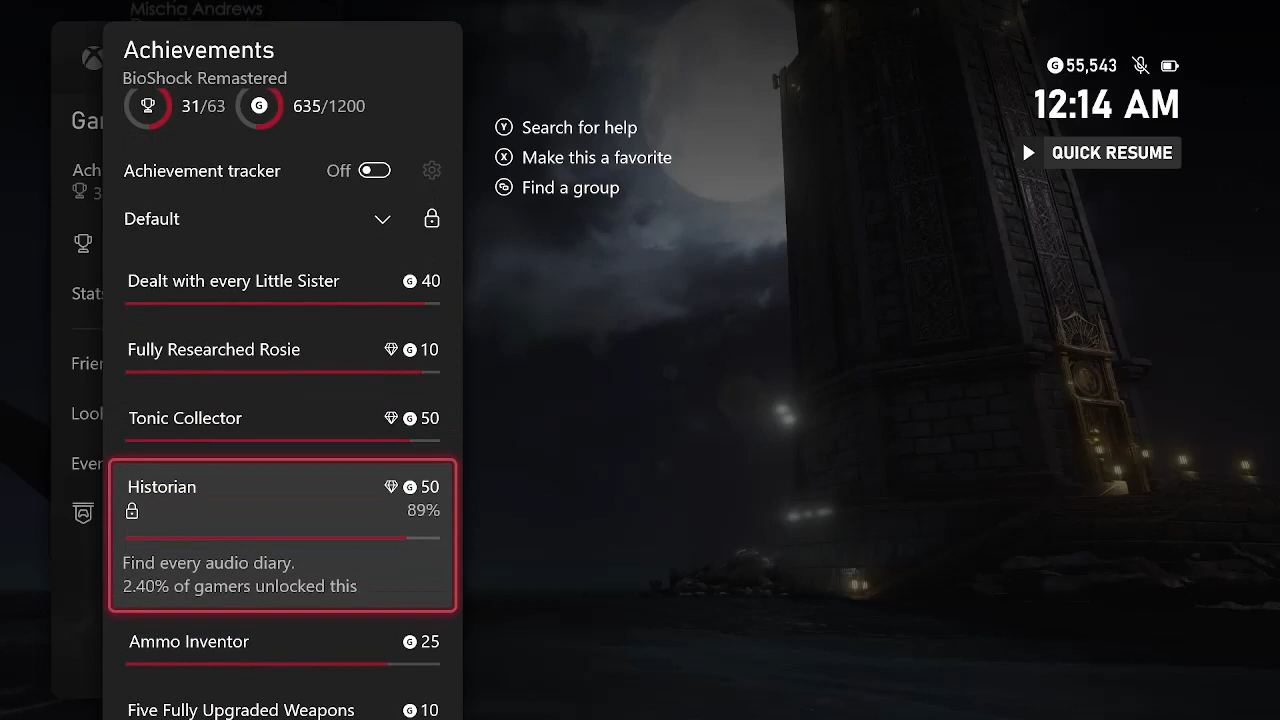 Mischa Andrews
Achievements
BioShock Remastered
31/63
G 635/1200
Achievement tracker Off
Default
Dealt with every Little Sister G 40
Fully Researched Rosie G 10
Tonic Collector G 50
Historian G 50
89%
Find every audio diary.
2.40% of gamers unlocked this
Ammo Inventor G 25
Five Fully Upgraded Weapons G 10
Y Search for help
X Make this a favorite
Find a group
G 55,543
12:14 AM
QUICK RESUME